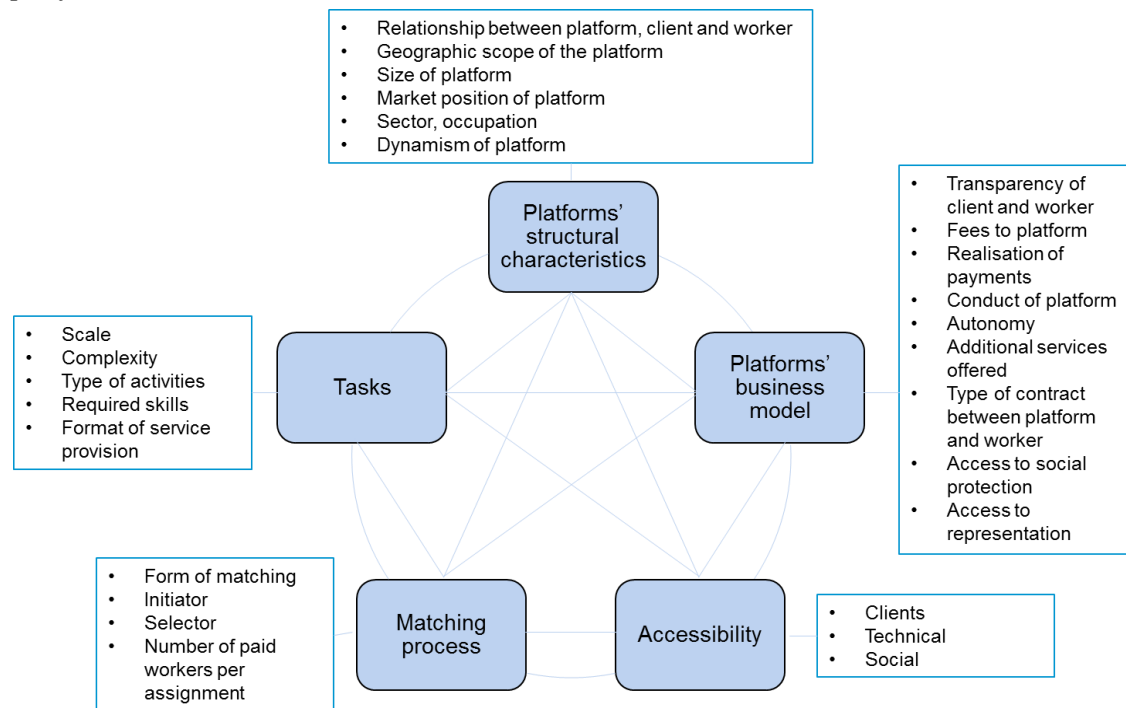 • Relationship between platform, client and worker
• Geographic scope of the platform
• Size of platform
• Market position of platform
• Sector, occupation
• Dynamism of platform
Platforms'
structural
characteristics
• Transparency of
client and worker
• Fees to platform
• Realisation of
payments
• Conduct of platform
• Autonomy
• Additional services
offered
• Type of contract
between platform
and worker
• Access to social
protection
• Access to
representation
Platforms'
business
model
• Scale
• Complexity
• Type of activities
• Required skills
• Format of service
provision
Tasks
• Form of matching
• Initiator
• Selector
• Number of paid
workers per
assignment
Matching
process
Accessibility
• Clients
• Technical
• Social